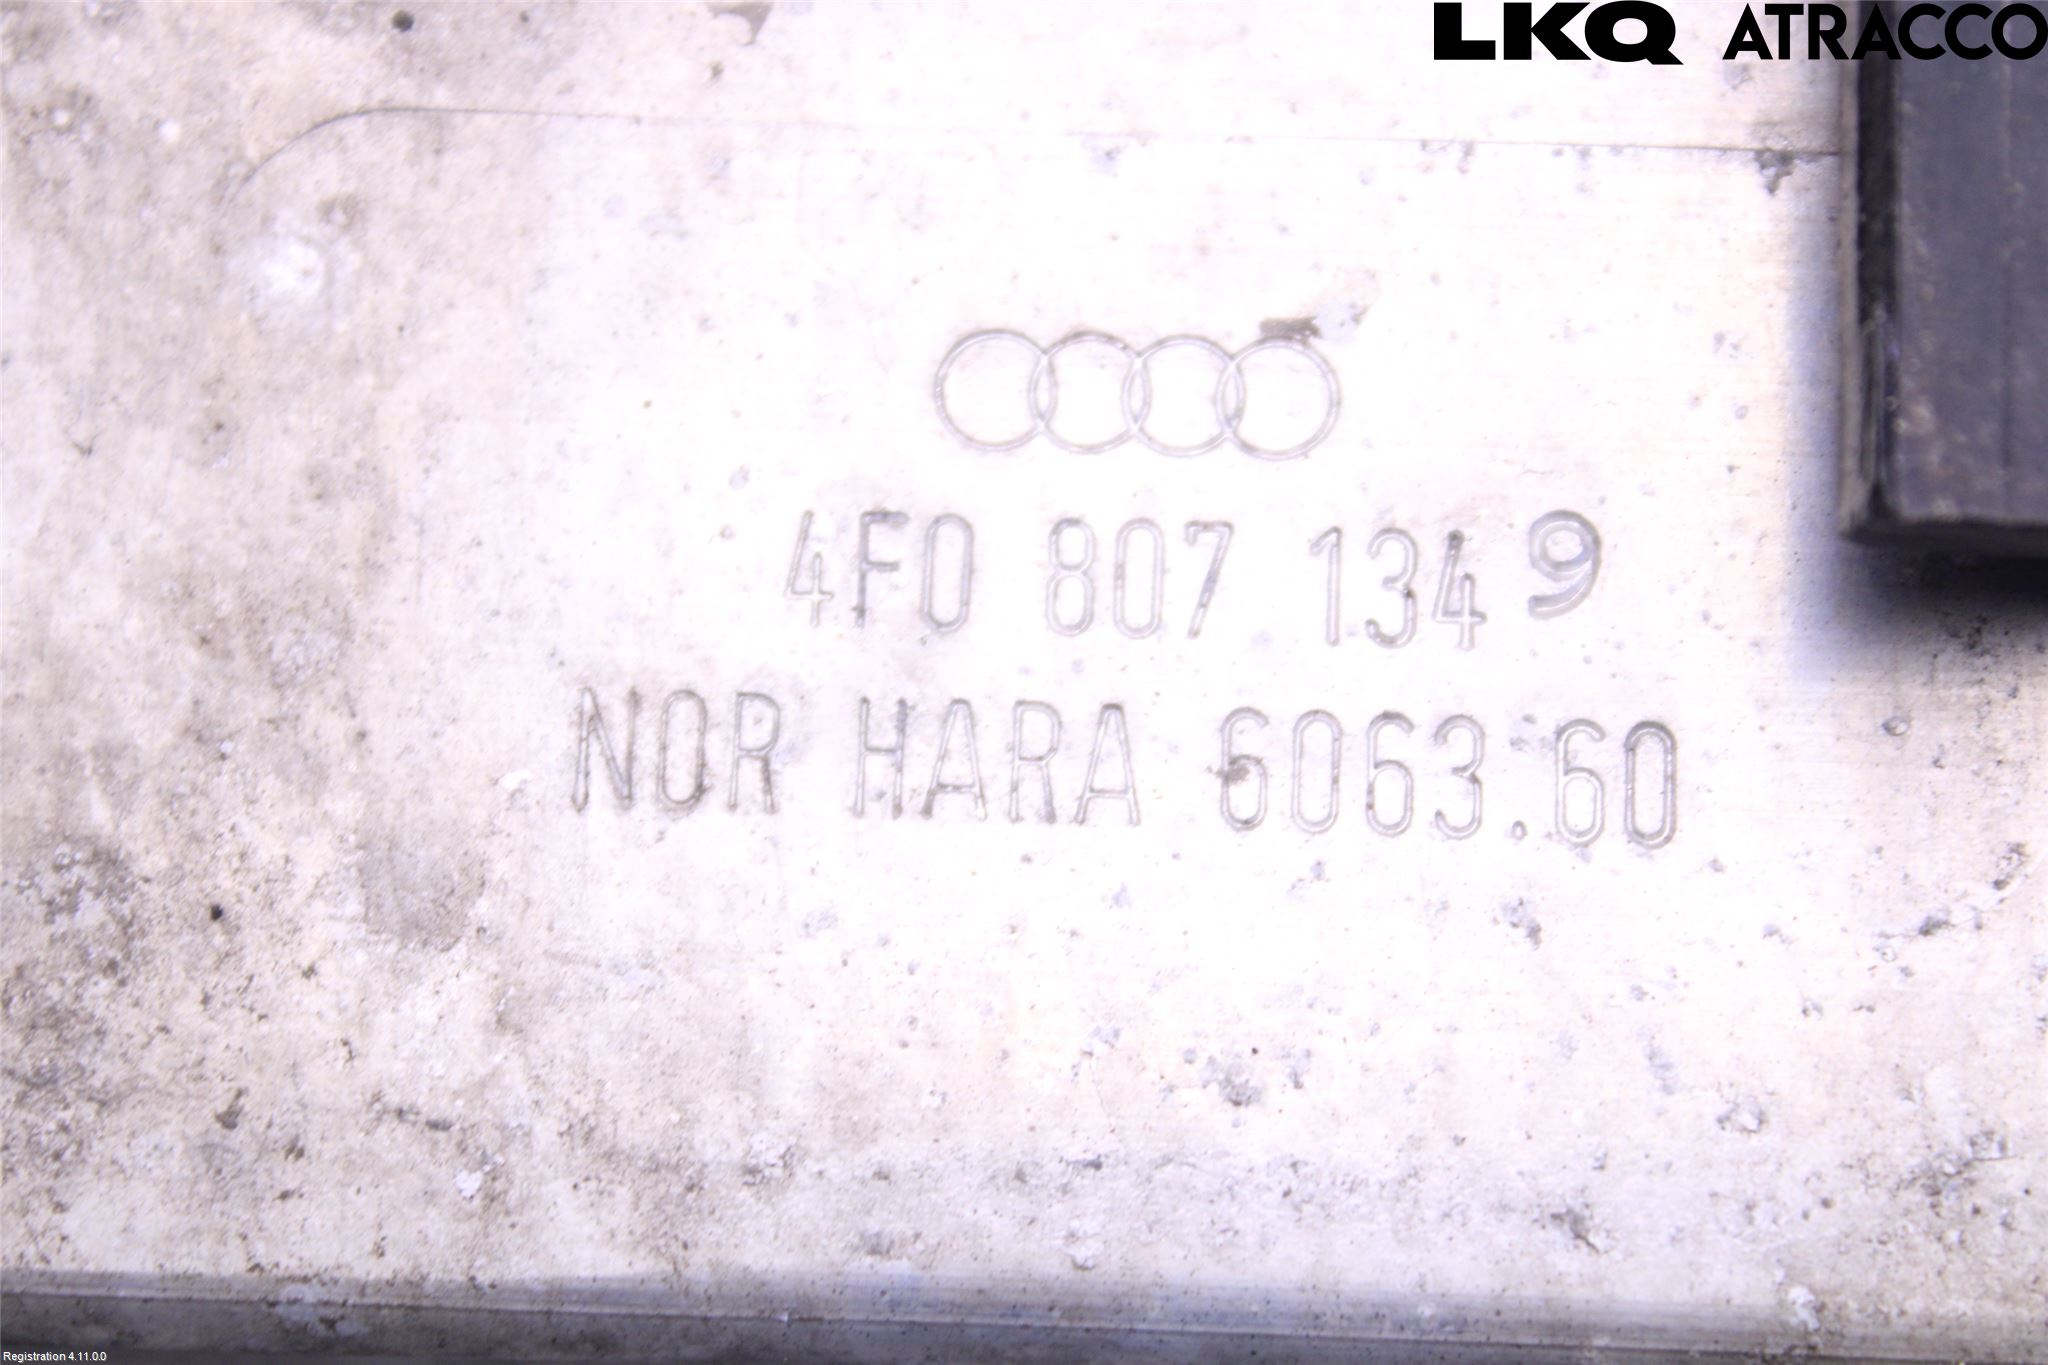 LKQ ATRACCO
4F0 807 134 9
NOR HARA 6063.60
Registration 4.11.0.0